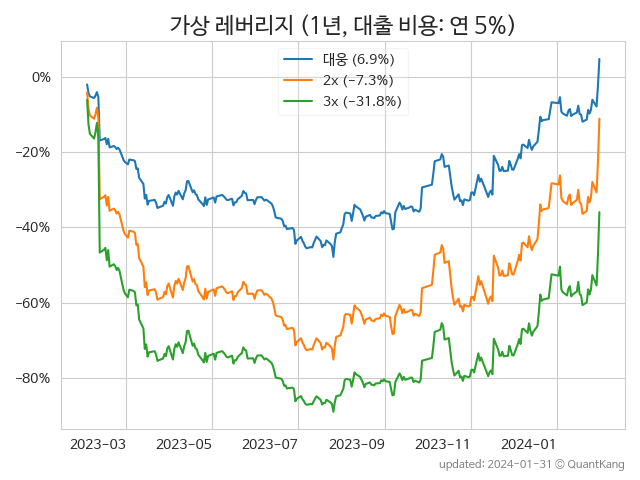 가상 레버리지 (1년, 대출 비용: 연 5%)
대웅 (6.9%)
2x (−7.3%)
3x (−31.8%)
0%
−20%
−40%
−60%
−80%
2023-03 2023-05 2023-07 2023-09 2023-11 2024-01
updated: 2024-01-31 © QuantKang